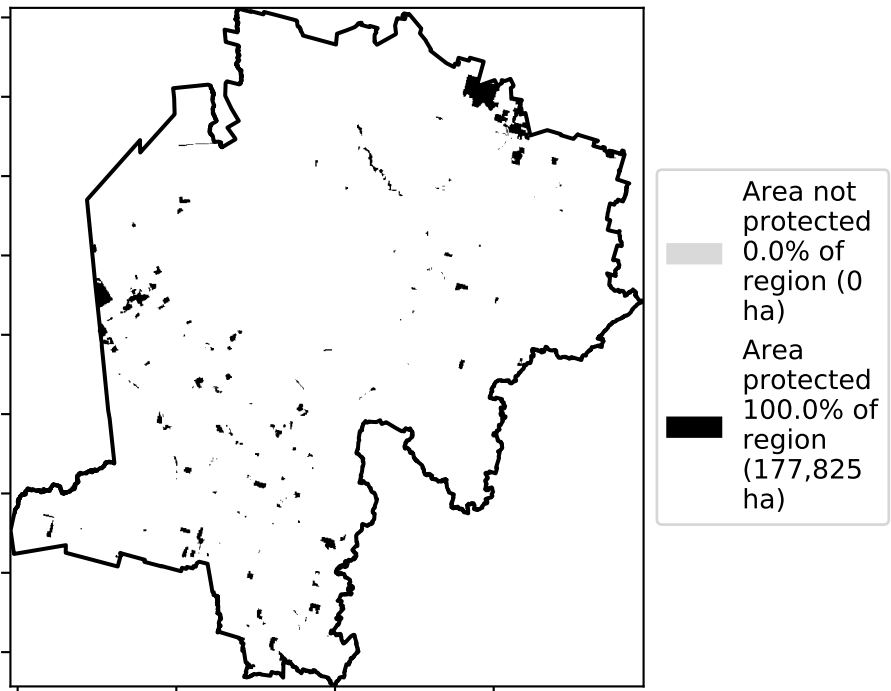 Area not
protected
0.0% of
region (0
ha)
Area
protected
100.0% of
region
(177,825
ha)